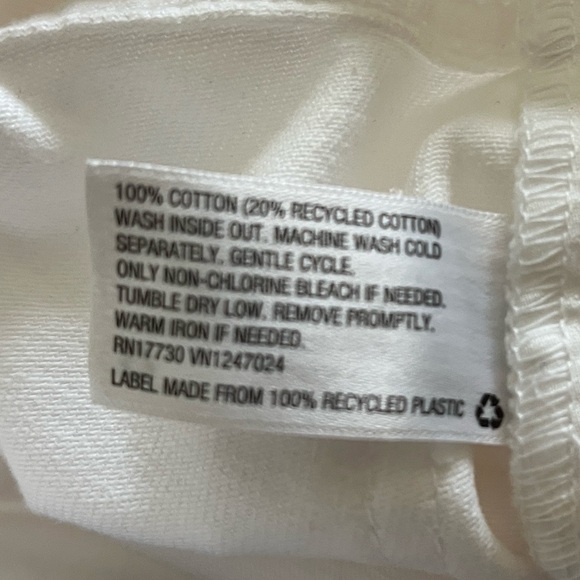 100% COTTON (20% RECYCLED COTTON)
WASH INSIDE OUT. MACHINE WASH COLD
SEPARATELY. GENTLE CYCLE.
ONLY NON-CHLORINE BLEACH IF NEEDED.
TUMBLE DRY LOW. REMOVE PROMPTLY.
WARM IRON IF NEEDED.
RN17730 VN1247024
LABEL MADE FROM 100% RECYCLED PLASTIC